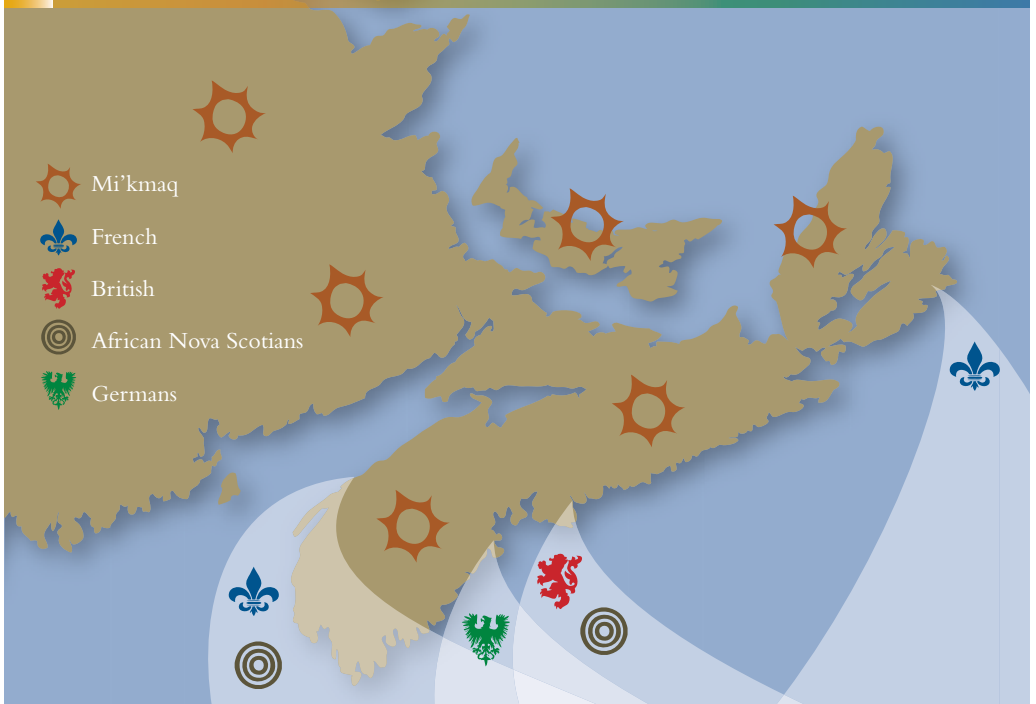 Mi’kmaq
French
British
African Nova Scotians
Germans